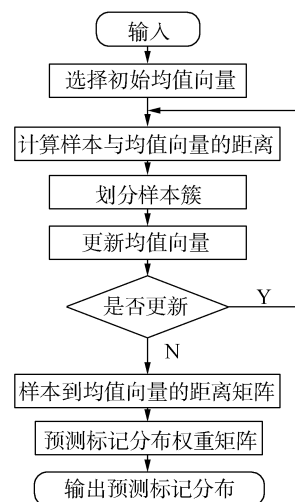 输入
选择初始均值向量
计算样本与均值向量的距离
划分样本簇
更新均值向量
是否更新
Y
N
样本到均值向量的距离矩阵
预测标记分布权重矩阵
输出预测标记分布